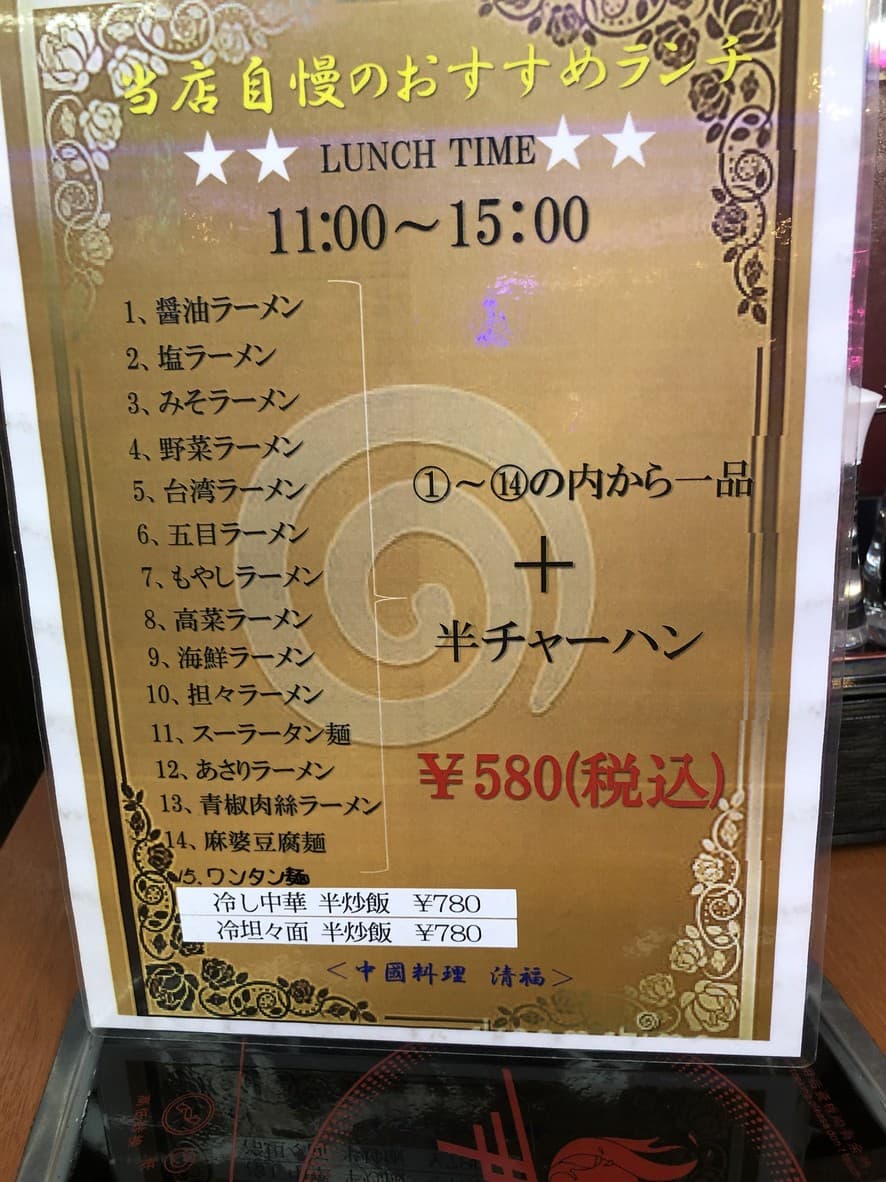 当店自慢のおすすめランチ
★★ LUNCH TIME ★★
11:00～15:00
1、醤油ラーメン
2、塩ラーメン
3、みそラーメン
4、野菜ラーメン
5、台湾ラーメン
6、五目ラーメン
7、もやしラーメン
8、高菜ラーメン
9、海鮮ラーメン
10、担々ラーメン
11、スーラータン麺
12、あさりラーメン
13、青椒肉絲ラーメン
14、麻婆豆腐麺
15、ワンタン麺
①～⑭の内から一品
＋
半チャーハン
￥580(税込)
冷し中華 半炒飯 ￥780
冷坦々面 半炒飯 ￥780
＜中國料理 清福＞